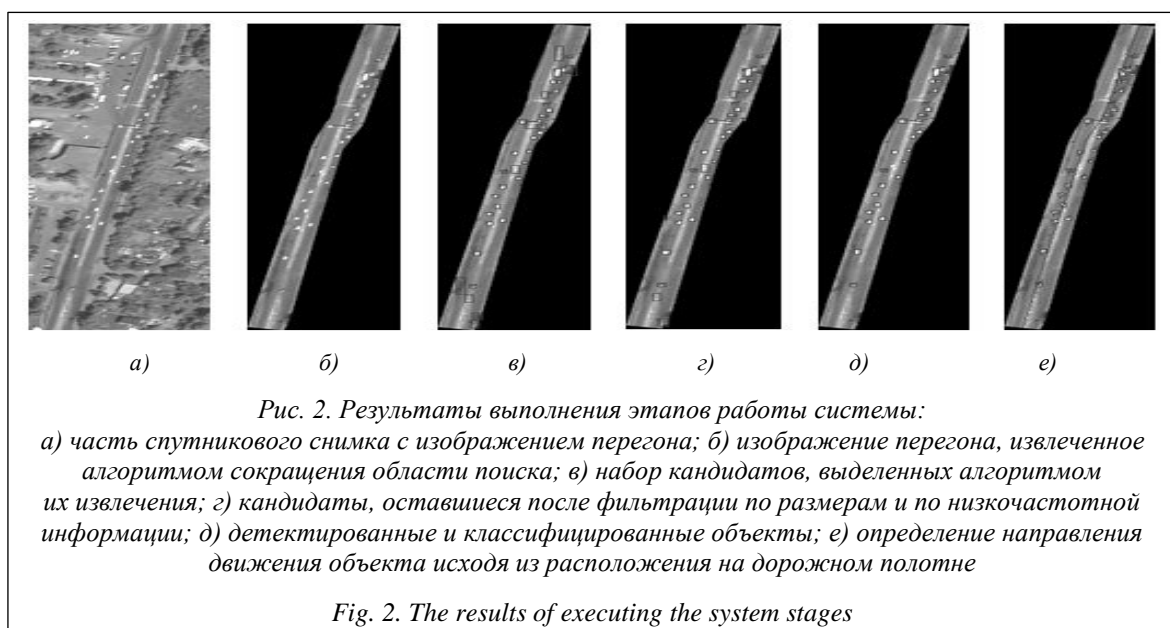 а) б) в) г) д) е)
Рис. 2. Результаты выполнения этапов работы системы:
а) часть спутникового снимка с изображением перегона; б) изображение перегона, извлеченное
алгоритмом сокращения области поиска; в) набор кандидатов, выделенных алгоритмом
их извлечения; г) кандидаты, оставшиеся после фильтрации по размерам и по низкочастотной
информации; д) детектированные и классифицированные объекты; е) определение направления
движения объекта исходя из расположения на дорожном полотне
Fig. 2. The results of executing the system stages